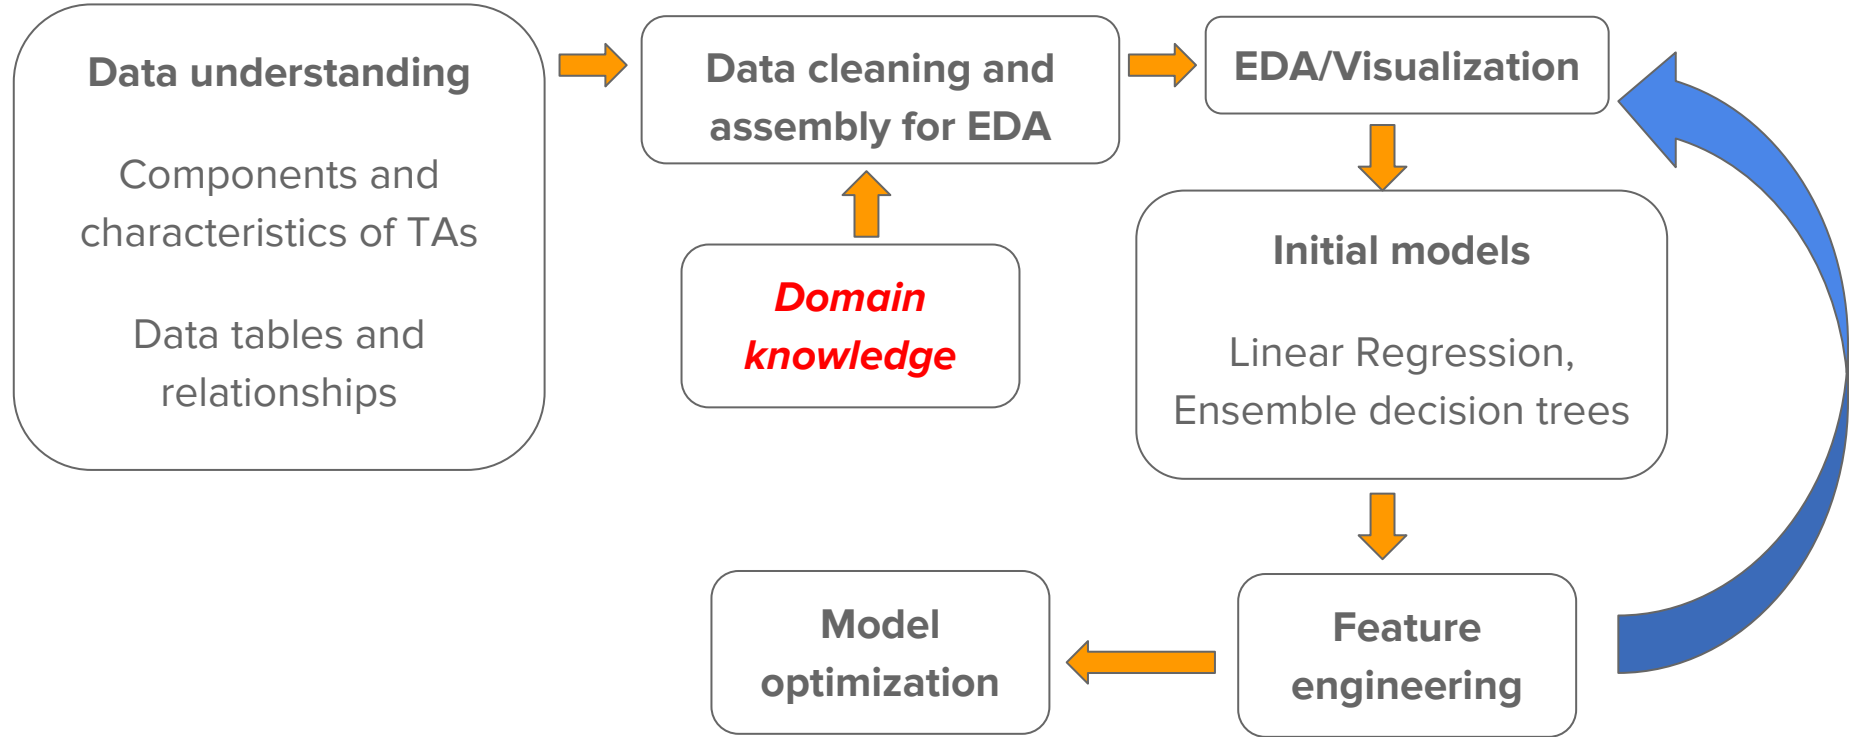 Data understanding
Components and
characteristics of TAs
Data tables and
relationships
Data cleaning and
assembly for EDA
Domain
knowledge
EDA/Visualization
Initial models
Linear Regression,
Ensemble decision trees
Feature
engineering
Model
optimization